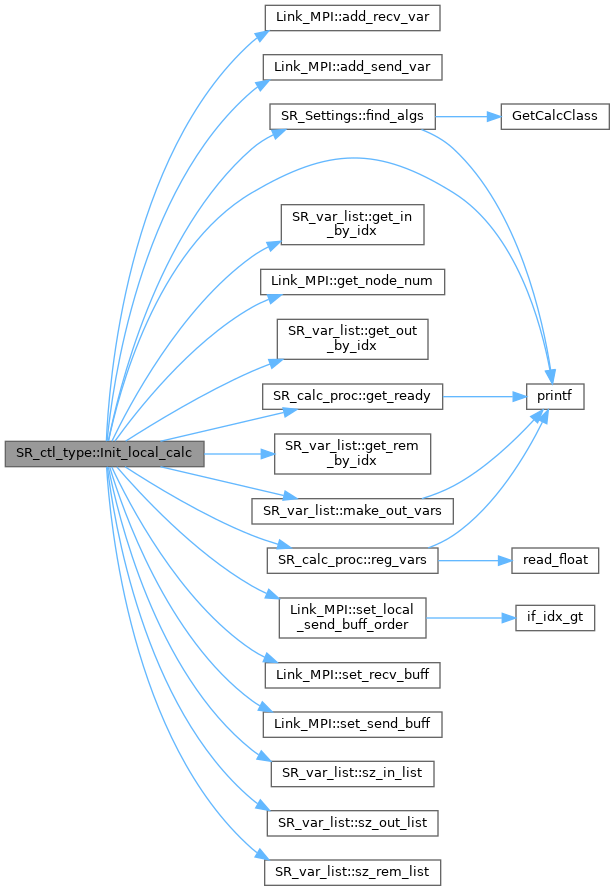 Link_MPI::add_recv_var
Link_MPI::add_send_var
SR_Settings::find_algs
GetCalcClass
SR_var_list::get_in
_by_idx
Link_MPI::get_node_num
SR_var_list::get_out
_by_idx
SR_calc_proc::get_ready
printf
SR_ctl_type::Init_local_calc
SR_var_list::get_rem
_by_idx
SR_var_list::make_out_vars
SR_calc_proc::reg_vars
read_float
Link_MPI::set_local
_send_buff_order
if_idx_gt
Link_MPI::set_recv_buff
Link_MPI::set_send_buff
SR_var_list::sz_in_list
SR_var_list::sz_out_list
SR_var_list::sz_rem_list